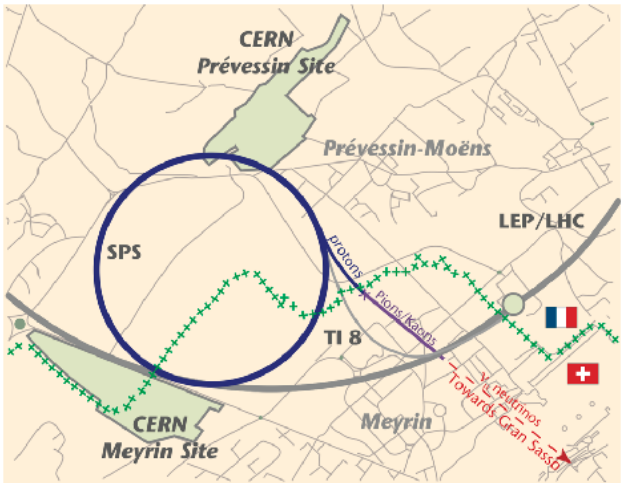 CERN
Prévessin Site
Prévessin-Moëns
LEP/LHC
SPS
protons
Pions/Kaons
TI 8
Vμ neutrinos
Towards Gran Sasso
Meyrin
CERN
Meyrin Site